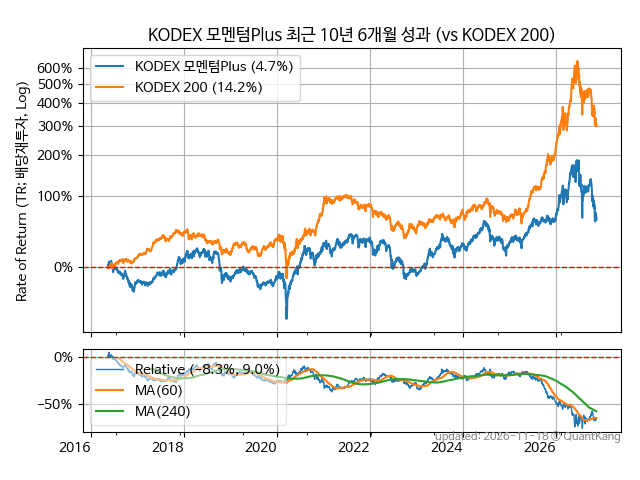 KODEX 모멘텀Plus 최근 10년 6개월 성과 (vs KODEX 200)
Rate of Return (TR: 배당재투자, Log)
600%
500%
400%
300%
200%
100%
0%
KODEX 모멘텀Plus (4.7%)
KODEX 200 (14.2%)
0%
−50%
Relative (−8.3%, 9.0%)
MA(60)
MA(240)
2016
2018
2020
2022
2024
2026
updated: 2026-11-18 © QuantKang